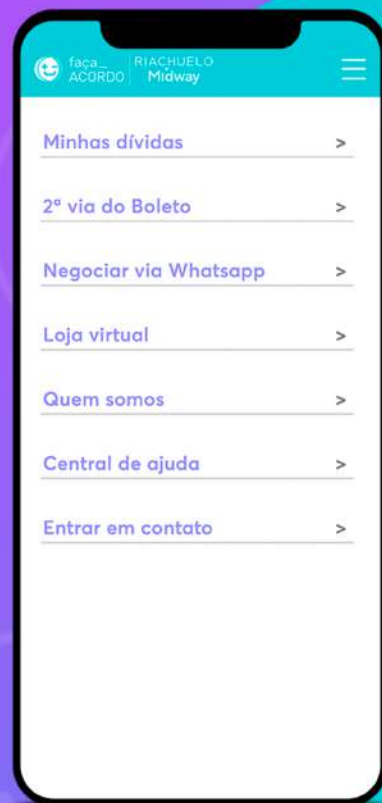 faça_
ACORDO
RIACHUELO
Midway
Minhas dívidas >
2ª via do Boleto >
Negociar via Whatsapp >
Loja virtual >
Quem somos >
Central de ajuda >
Entrar em contato >